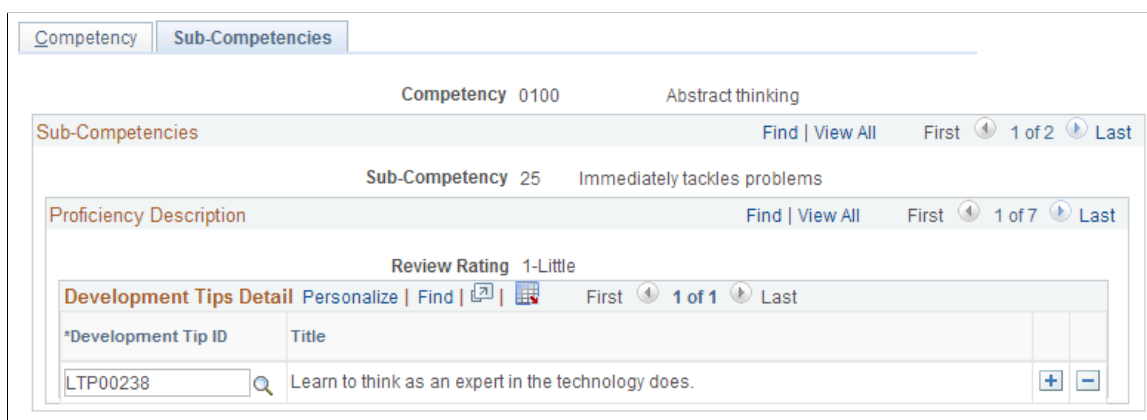 Competency Sub-Competencies
Competency 0100 Abstract thinking
Sub-Competencies Find | View All First 1 of 2 Last
Sub-Competency 25 Immediately tackles problems
Proficiency Description Find | View All First 1 of 7 Last
Review Rating 1-Little
Development Tips Detail Personalize | Find | | First 1 of 1 Last
*Development Tip ID Title
LTP00238 Learn to think as an expert in the technology does.